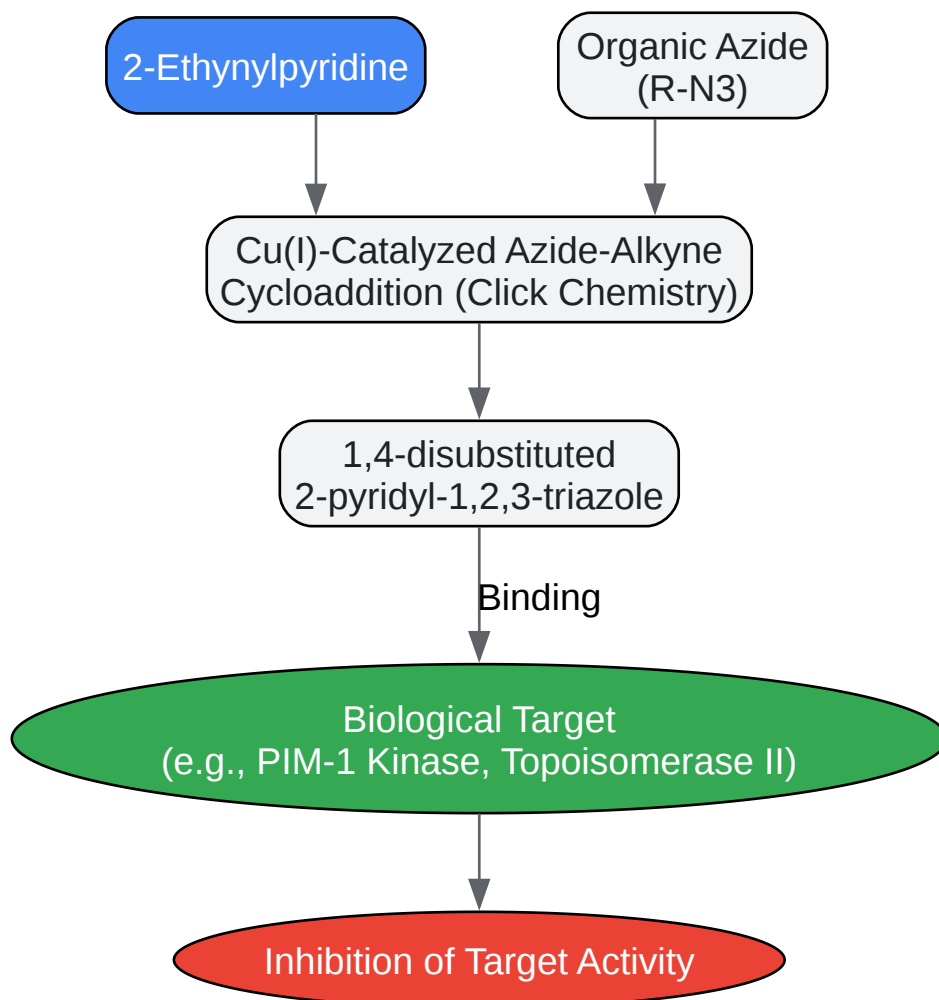 2-Ethynylpyridine
Organic Azide
(R-N3)
Cu(I)-Catalyzed Azide-Alkyne
Cycloaddition (Click Chemistry)
1,4-disubstituted
2-pyridyl-1,2,3-triazole
Binding
Biological Target
(e.g., PIM-1 Kinase, Topoisomerase II)
Inhibition of Target Activity